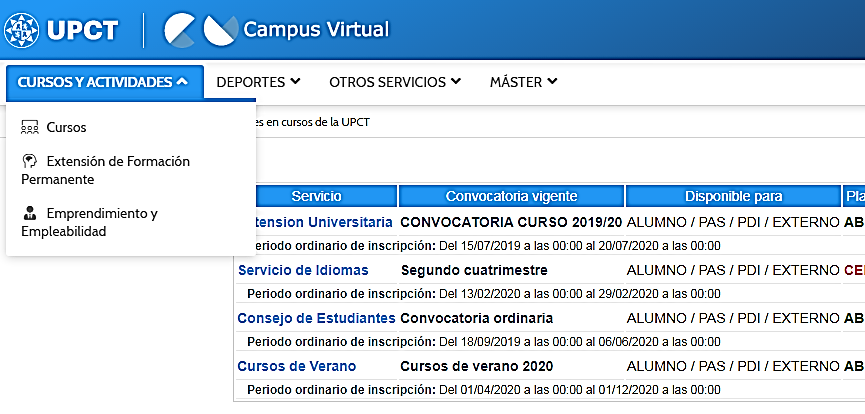 UPCT Campus Virtual
CURSOS Y ACTIVIDADES DEPORTES OTROS SERVICIOS MÁSTER
en cursos de la UPCT
Cursos
Extensión de Formación
Permanente
Emprendimiento y
Empleabilidad
Servicio Convocatoria vigente Disponible para
Universitaria CONVOCATORIA CURSO 2019/20 ALUMNO / PAS / PDI / EXTERNO AB
Periodo ordinario de inscripción: Del 15/07/2019 a las 00:00 al 20/07/2020 a las 00:00
Servicio de Idiomas Segundo cuatrimestre ALUMNO / PAS / PDI / EXTERNO CE
Periodo ordinario de inscripción: Del 13/02/2020 a las 00:00 al 29/02/2020 a las 00:00
Consejo de Estudiantes Convocatoria ordinaria ALUMNO / PAS / PDI / EXTERNO AB
Periodo ordinario de inscripción: Del 18/09/2019 a las 00:00 al 06/06/2020 a las 00:00
Cursos de Verano Cursos de verano 2020 ALUMNO / PAS / PDI / EXTERNO AB
Periodo ordinario de inscripción: Del 01/04/2020 a las 00:00 al 01/12/2020 a las 00:00